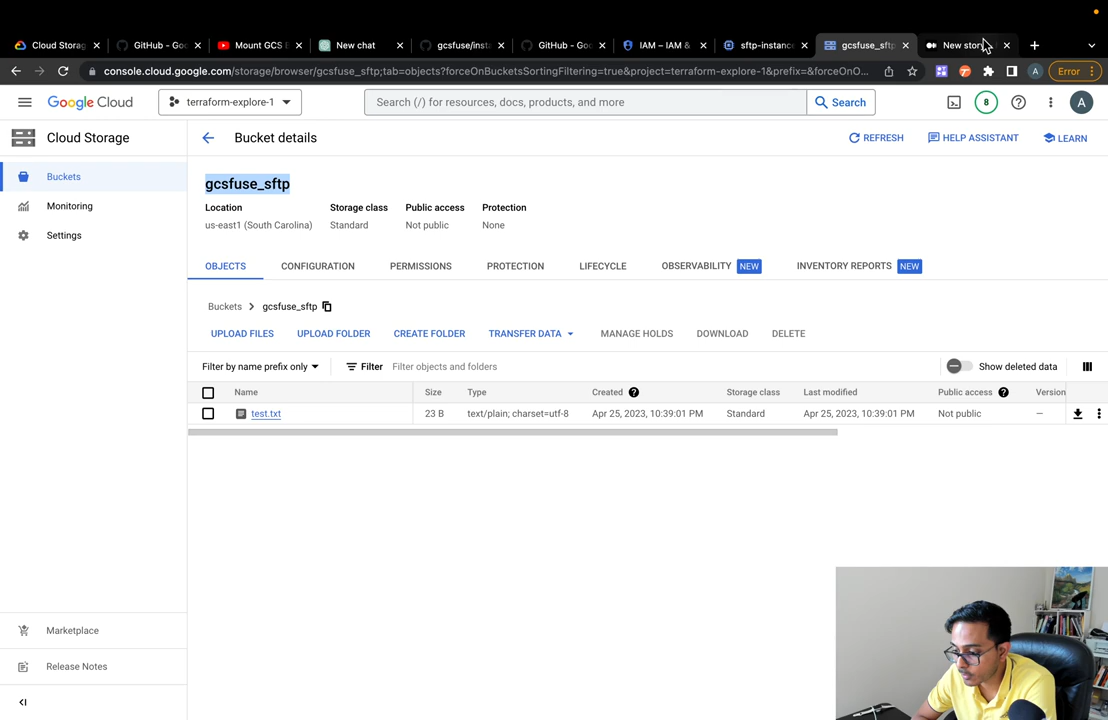 Cloud Storag
GitHub - Goo
Mount GCS B
New chat
gcsfuse/insta
GitHub - Goo
IAM – IAM &
sftp-instance
gcsfuse_sftp
New story
console.cloud.google.com/storage/browser/gcsfuse_sftp;tab=objects?forceOnBucketsSortingFiltering=true&project=terraform-explore-1&prefix=&forceOnO...
A
Error
Google Cloud
terraform-explore-1
Search (/) for resources, docs, products, and more
Search
8
A
Cloud Storage
Bucket details
REFRESH
HELP ASSISTANT
LEARN
Buckets
Monitoring
Settings
gcsfuse_sftp
Location Storage class Public access Protection
us-east1 (South Carolina) Standard Not public None
OBJECTS CONFIGURATION PERMISSIONS PROTECTION LIFECYCLE OBSERVABILITY NEW INVENTORY REPORTS NEW
Buckets > gcsfuse_sftp
UPLOAD FILES UPLOAD FOLDER CREATE FOLDER TRANSFER DATA MANAGE HOLDS DOWNLOAD DELETE
Filter by name prefix only Filter Filter objects and folders Show deleted data
Name Size Type Created Storage class Last modified Public access Version
test.txt 23 B text/plain; charset=utf-8 Apr 25, 2023, 10:39:01 PM Standard Apr 25, 2023, 10:39:01 PM Not public —
Marketplace
Release Notes